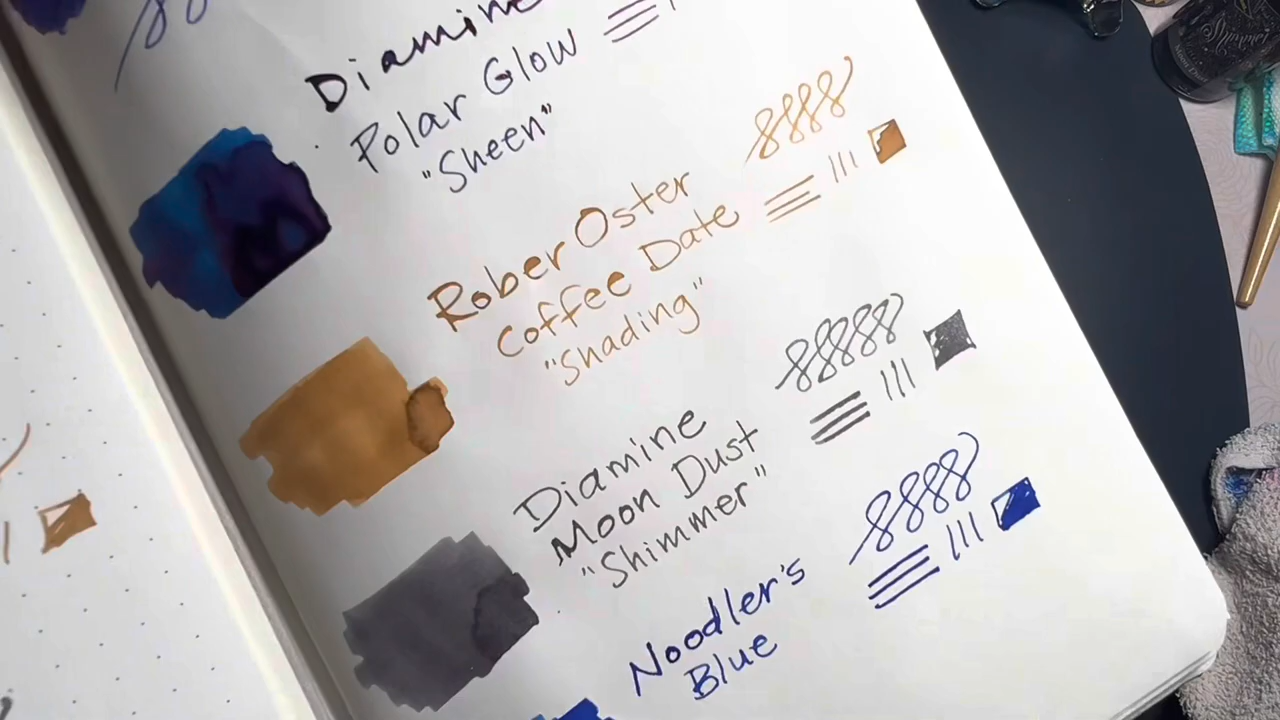 Diamine
Polar Glow
"Sheen"
Rober Oster
Coffee Date
"Shading"
Diamine
Moon Dust
"Shimmer"
Noodler's
Blue